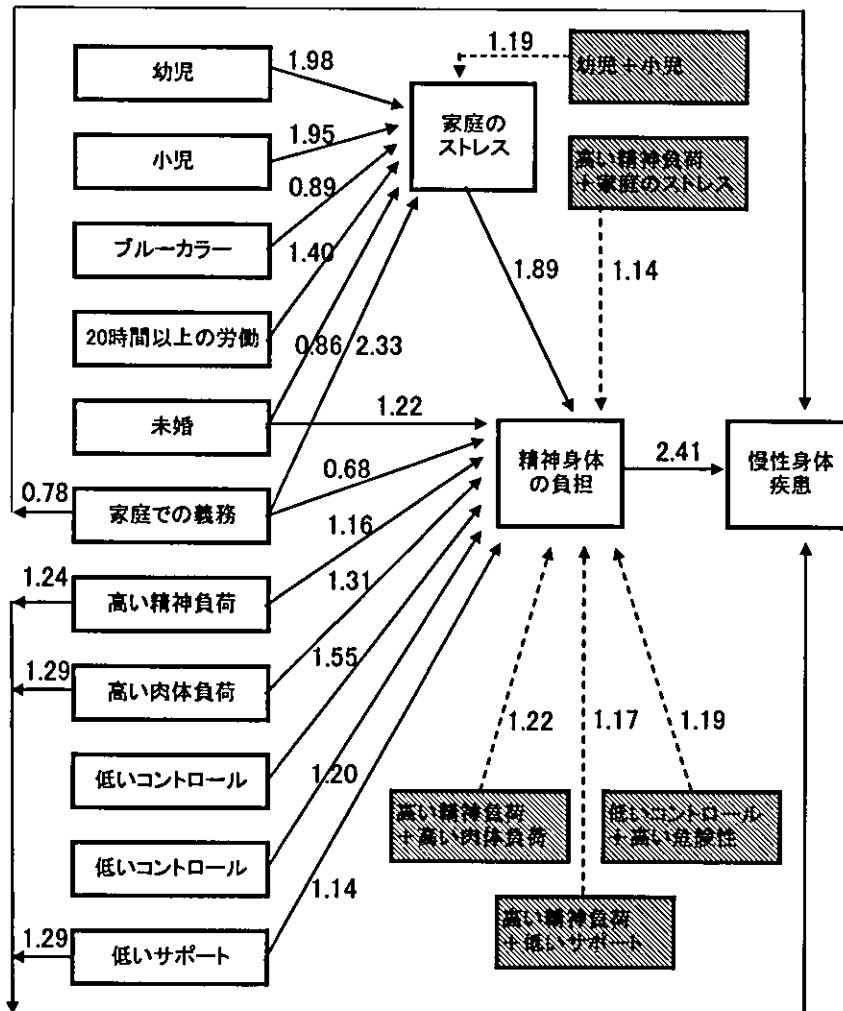 1.19
幼児
1.98
幼児＋小児
家庭の
ストレス
小児
1.95
高い精神負荷
＋家庭のストレス
0.89
ブルーカラー
1.40
1.89
1.14
20時間以上の労働
0.86
2.33
未婚
1.22
精神身体
の負担
2.41
慢性身体
疾患
0.68
0.78
家庭での義務
1.16
1.24
高い精神負荷
1.31
1.29
高い肉体負荷
1.55
1.22
1.17
1.19
低いコントロール
1.20
高い精神負荷
＋高い肉体負荷
低いコントロール
＋高い危険性
低いコントロール
1.14
高い精神負荷
＋低いサポート
1.29
低いサポート